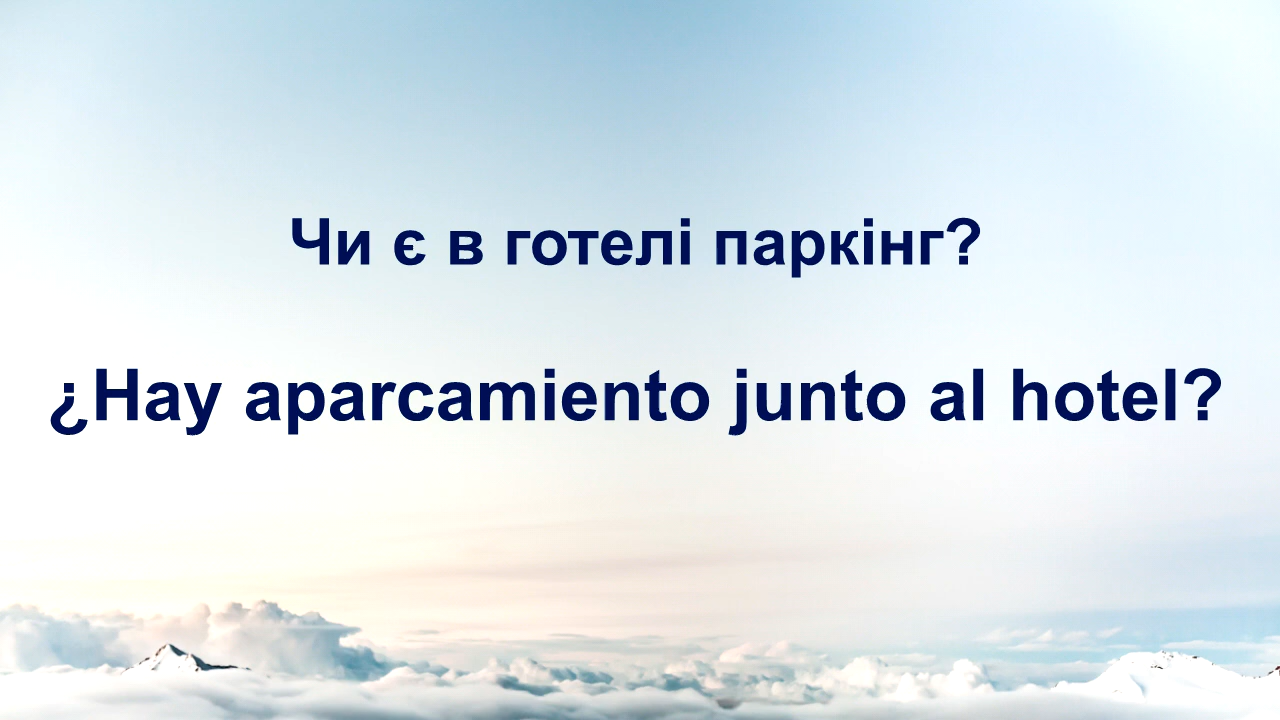 Чи є в готелі паркінг?
¿Hay aparcamiento junto al hotel?